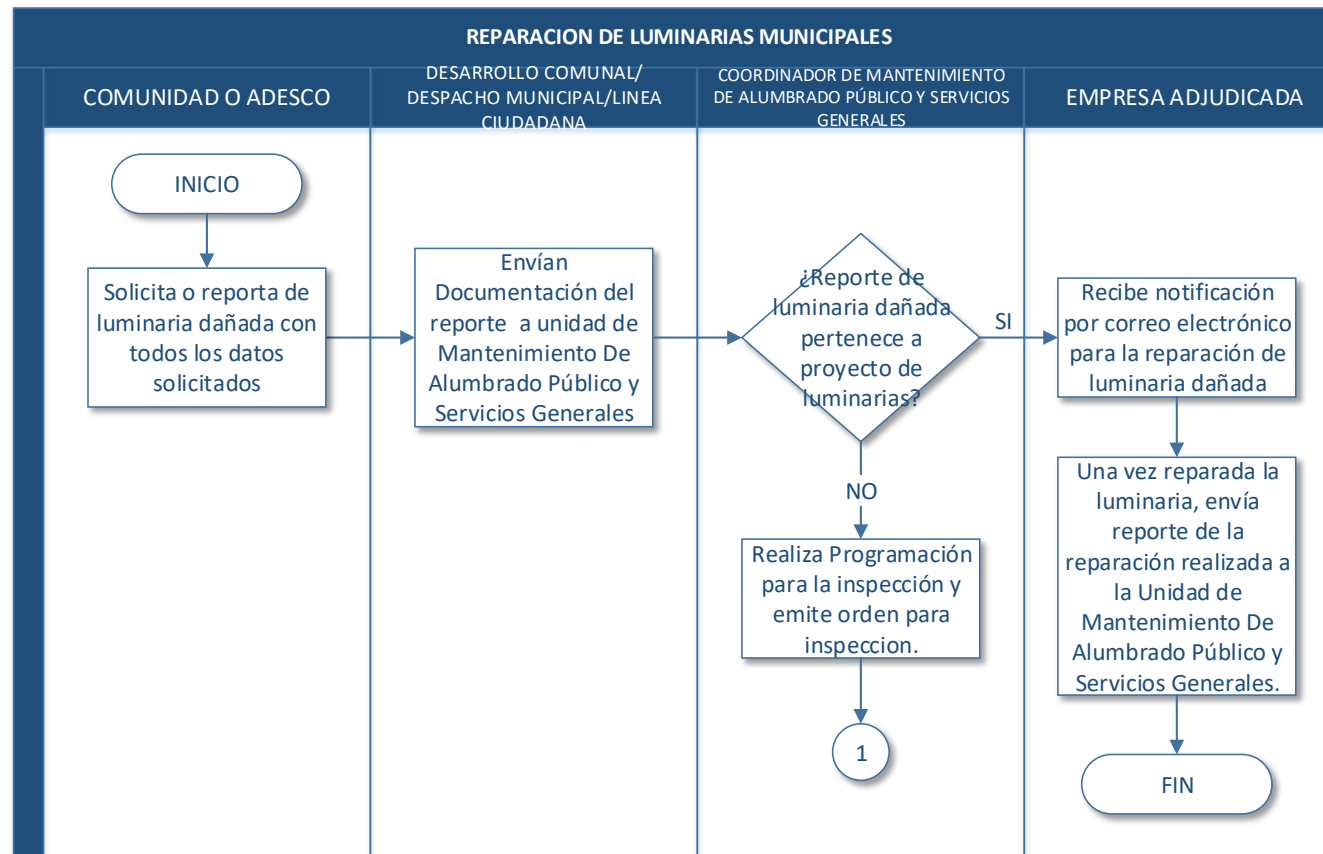 REPARACION DE LUMINARIAS MUNICIPALES
COMUNIDAD O ADESCO
DESARROLLO COMUNAL/
DESPACHO MUNICIPAL/LINEA
CIUDADANA
COORDINADOR DE MANTENIMIENTO
DE ALUMBRADO PÚBLICO Y SERVICIOS
GENERALES
EMPRESA ADJUDICADA
INICIO
Solicita o reporta de
luminaria dañada con
todos los datos
solicitados
Envían
Documentación del
reporte a unidad de
Mantenimiento De
Alumbrado Público y
Servicios Generales
¿Reporte de
luminaria dañada
pertenece a
proyecto de
luminarias?
SI
NO
Realiza Programación
para la inspección y
emite orden para
inspeccion.
1
Recibe notificación
por correo electrónico
para la reparación de
luminaria dañada
Una vez reparada la
luminaria, envía
reporte de la
reparación realizada a
la Unidad de
Mantenimiento De
Alumbrado Público y
Servicios Generales.
FIN